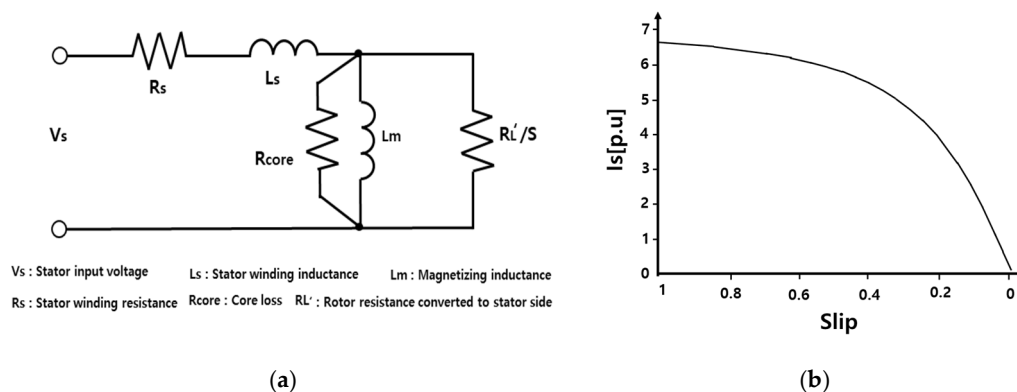 Rs
Ls
Vs
Rcore
Lm
RL'/S
Vs : Stator input voltage
Ls : Stator winding inductance
Lm : Magnetizing inductance
Rs : Stator winding resistance
Rcore : Core loss
RL' : Rotor resistance converted to stator side
(a)
Is[p.u]
7
6
5
4
3
2
1
0
1
0.8
0.6
0.4
0.2
0
Slip
(b)